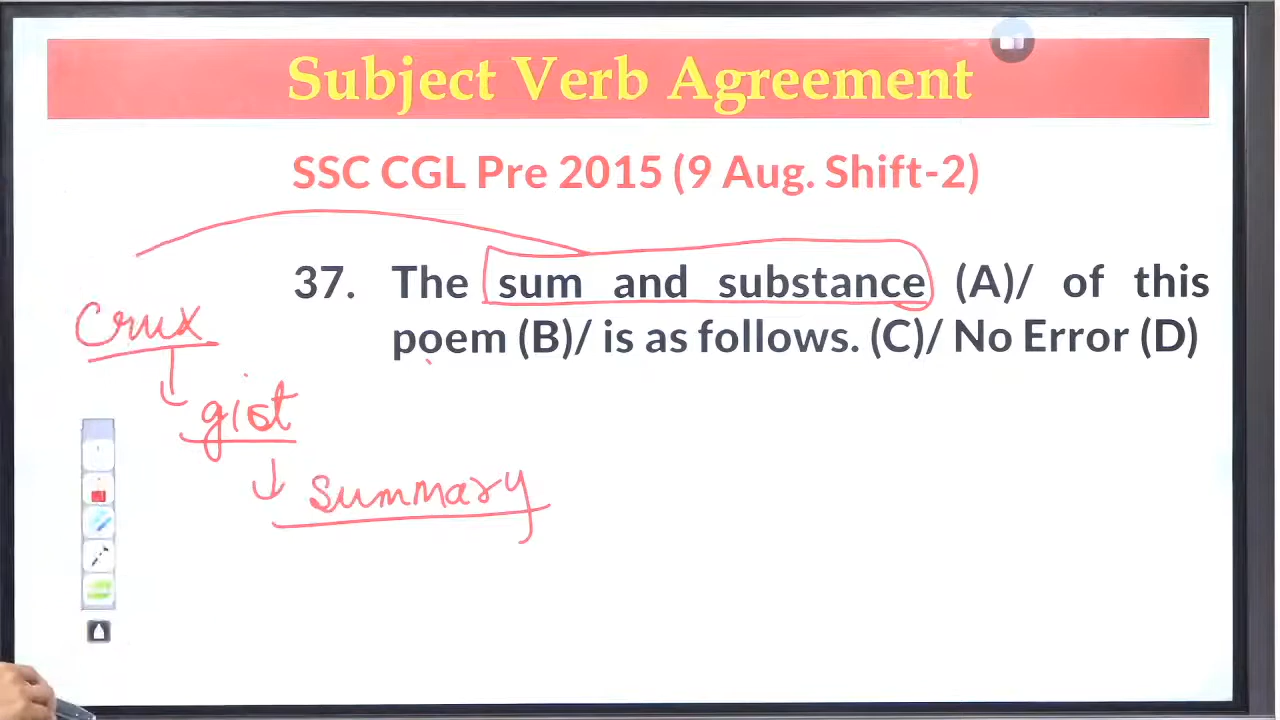 Subject Verb Agreement
SSC CGL Pre 2015 (9 Aug. Shift-2)
37. The sum and substance (A)/ of this
poem (B)/ is as follows. (C)/ No Error (D)
Crux
gist
summary